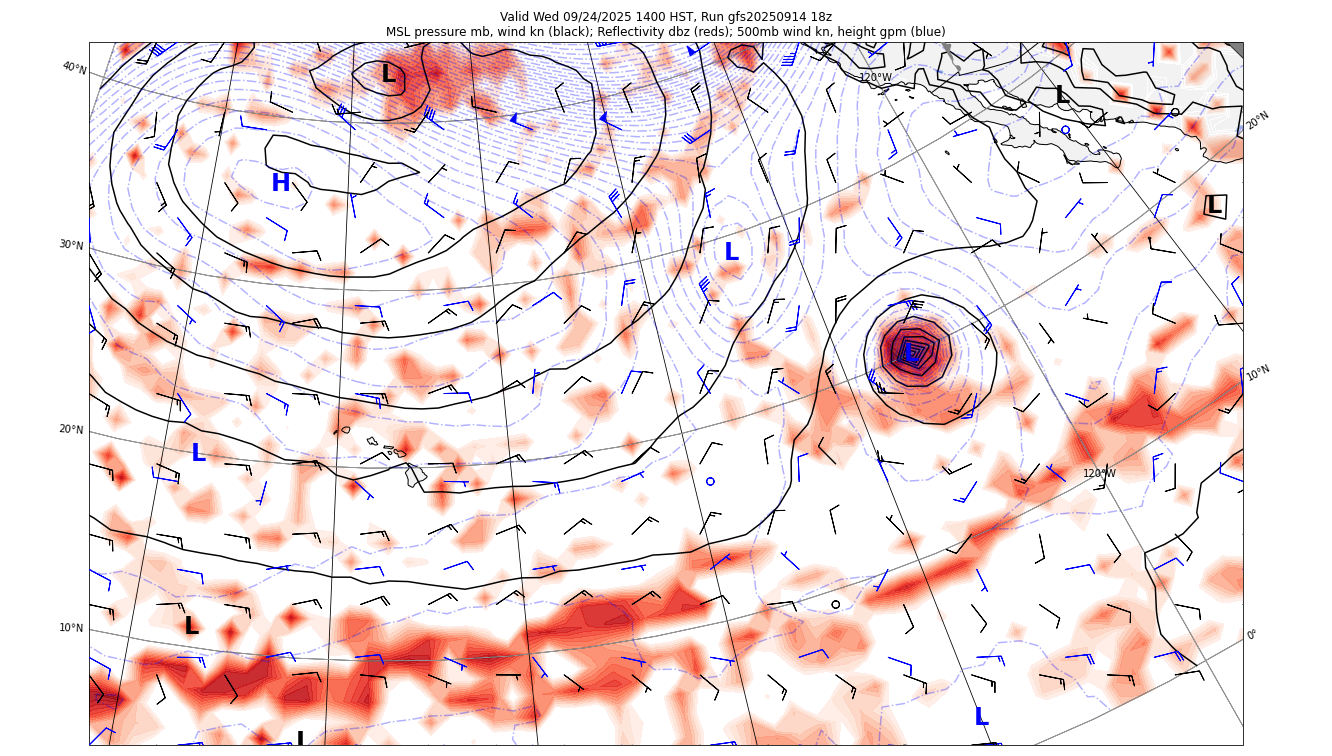 Valid Wed 09/24/2025 1400 HST, Run gfs20250914 18z
MSL pressure mb, wind kn (black); Reflectivity dbz (reds); 500mb wind kn, height gpm (blue)
40°N
L
120°W
L
20°N
H
L
30°N
L
L
10°N
20°N
L
120°W
10°N
L
0°
L
L